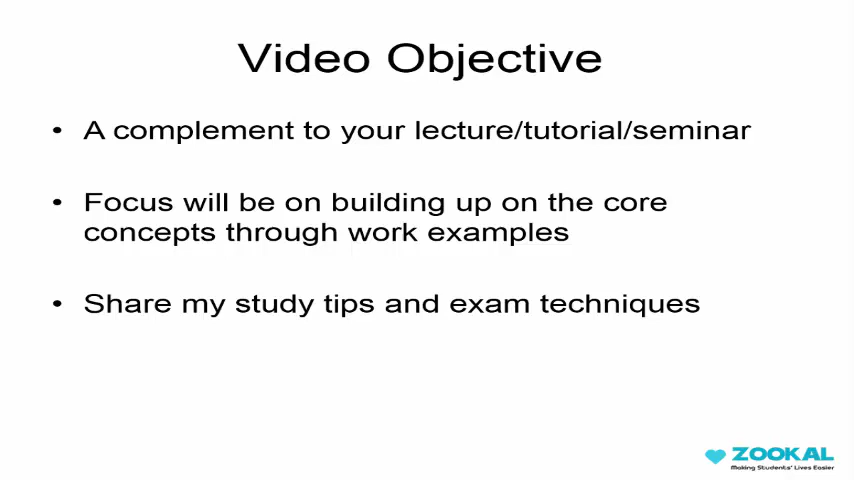 Video Objective
• A complement to your lecture/tutorial/seminar
• Focus will be on building up on the core
concepts through work examples
• Share my study tips and exam techniques
ZOOKAL
Making Students' Lives Easier